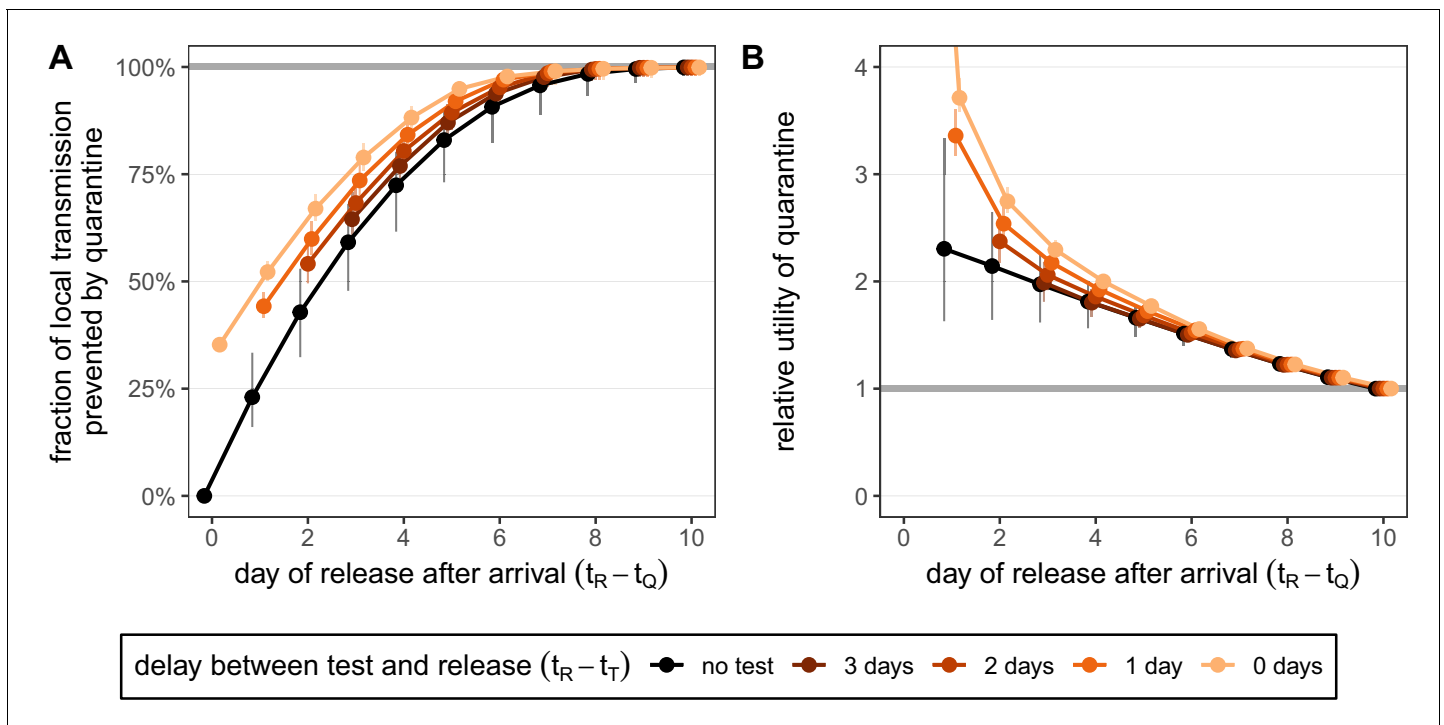 A
fraction of local transmission
prevented by quarantine
100%
75%
50%
25%
0%
0 2 4 6 8 10
day of release after arrival (tR − tQ)
B
relative utility of quarantine
4
3
2
1
0
0 2 4 6 8 10
day of release after arrival (tR − tQ)
delay between test and release (tR − tT) no test 3 days 2 days 1 day 0 days